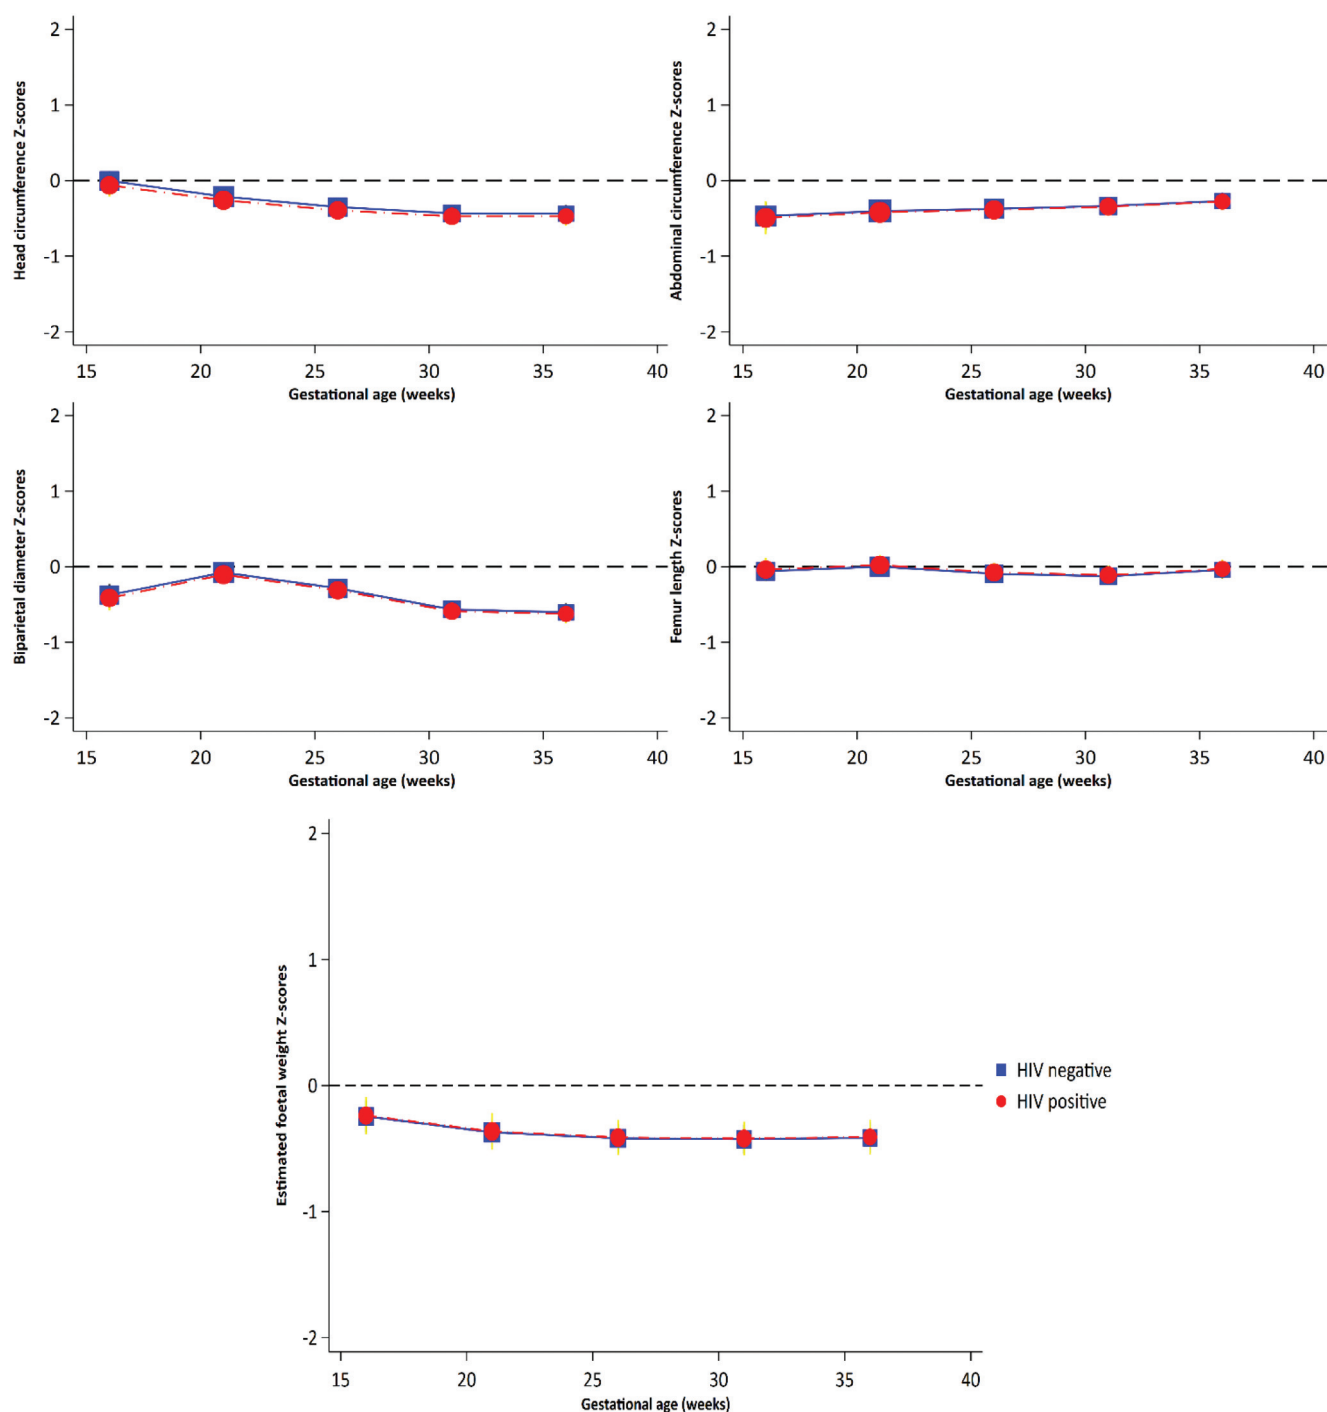 2
1
0
-1
-2
Head circumference Z-scores
15 20 25 30 35 40
Gestational age (weeks)
2
1
0
-1
-2
Abdominal circumference Z-scores
15 20 25 30 35 40
Gestational age (weeks)
2
1
0
-1
-2
Biparietal diameter Z-scores
15 20 25 30 35 40
Gestational age (weeks)
2
1
0
-1
-2
Femur length Z-scores
15 20 25 30 35 40
Gestational age (weeks)
2
1
0
-1
-2
Estimated foetal weight Z-scores
15 20 25 30 35 40
Gestational age (weeks)
HIV negative
HIV positive